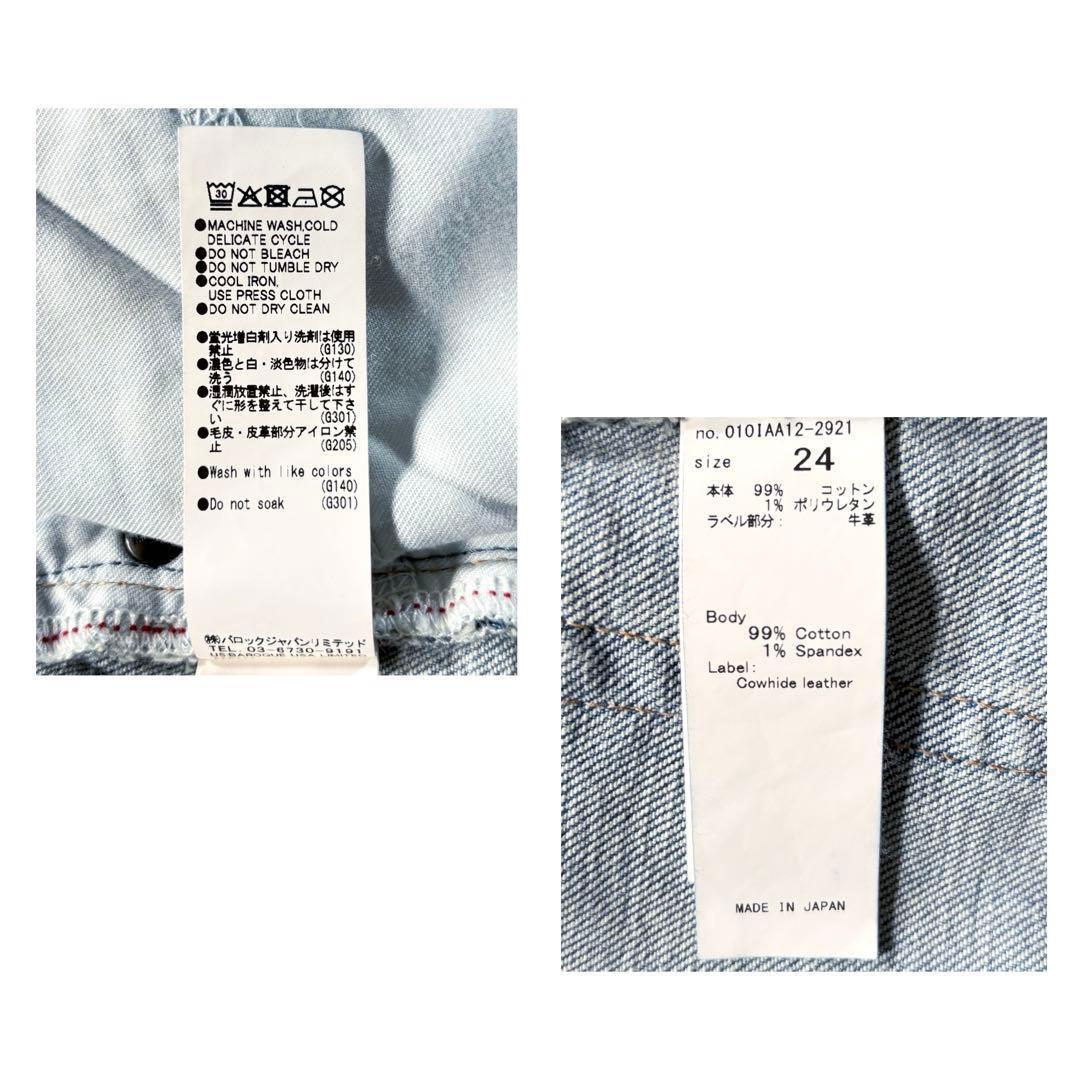 30
●MACHINE WASH,COLD
DELICATE CYCLE
●DO NOT BLEACH
●DO NOT TUMBLE DRY
●COOL IRON,
USE PRESS CLOTH
●DO NOT DRY CLEAN
●蛍光増白剤入り洗剤は使用
禁止 (G130)
●濃色と白・淡色物は分けて
洗う (G140)
●湿潤放置禁止、洗濯後はす
ぐに形を整えて干して下さ
い (G301)
●毛皮・皮革部分アイロン禁
止 (G205)
●Wash with like colors
(G140)
●Do not soak (G301)
㈱バロックジャパンリミテッド
TEL. 03-6730-9191
US:BAROQUE USA LIMITED
no. 010IAA12-2921
size 24
本体 99% コットン
1% ポリウレタン
ラベル部分: 牛革
Body
99% Cotton
1% Spandex
Label:
Cowhide leather
MADE IN JAPAN